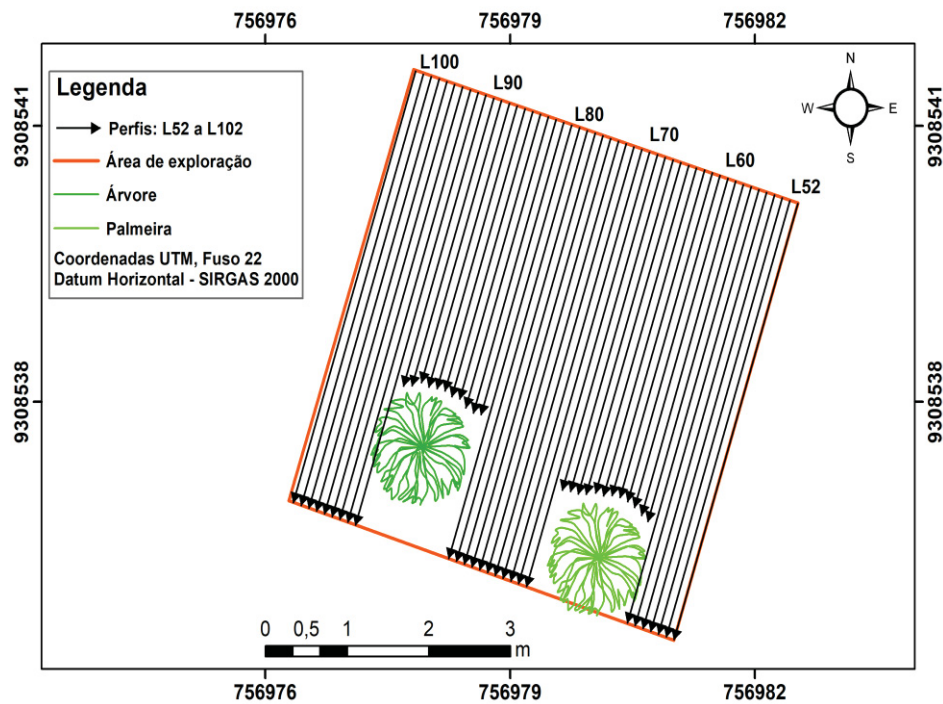 756976 756979 756982
9308541
9308538
Legenda
Perfis: L52 a L102
Área de exploração
Árvore
Palmeira
Coordenadas UTM, Fuso 22
Datum Horizontal - SIRGAS 2000
L100
L90
L80
L70
L60
L52
N
W E
S
9308541
9308538
0 0,5 1 2 3
m
756976 756979 756982